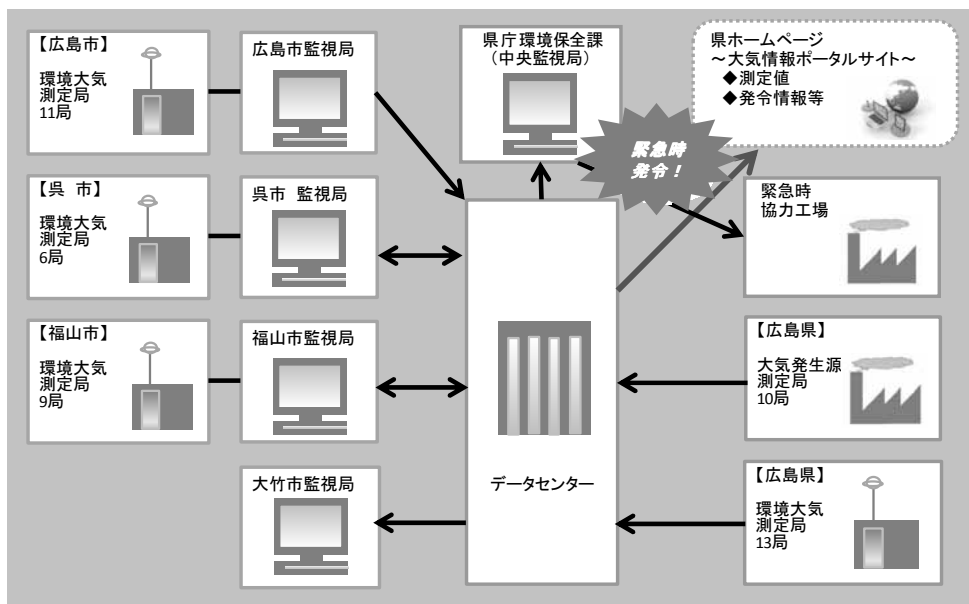 【広島市】
環境大気
測定局
11局
広島市監視局
県庁環境保全課
（中央監視局）
県ホームページ
～大気情報ポータルサイト～
◆測定値
◆発令情報等
緊急時
発令！
【呉　市】
環境大気
測定局
6局
呉市　監視局
緊急時
協力工場
【福山市】
環境大気
測定局
9局
福山市監視局
【広島県】
大気発生源
測定局
10局
大竹市監視局
データセンター
【広島県】
環境大気
測定局
13局